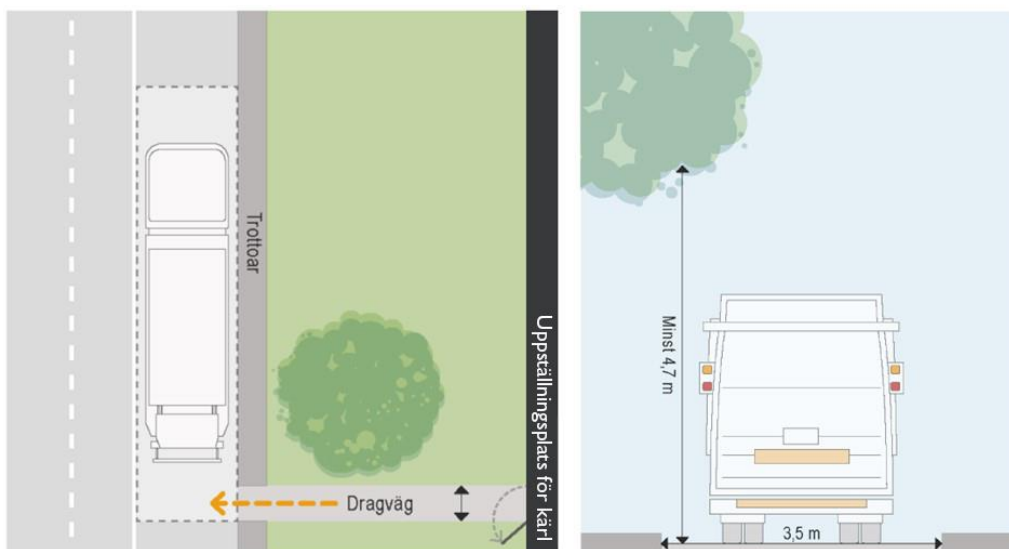 Trottoar
Dragväg
Uppställningsplats för kärl
Minst 4,7 m
3,5 m